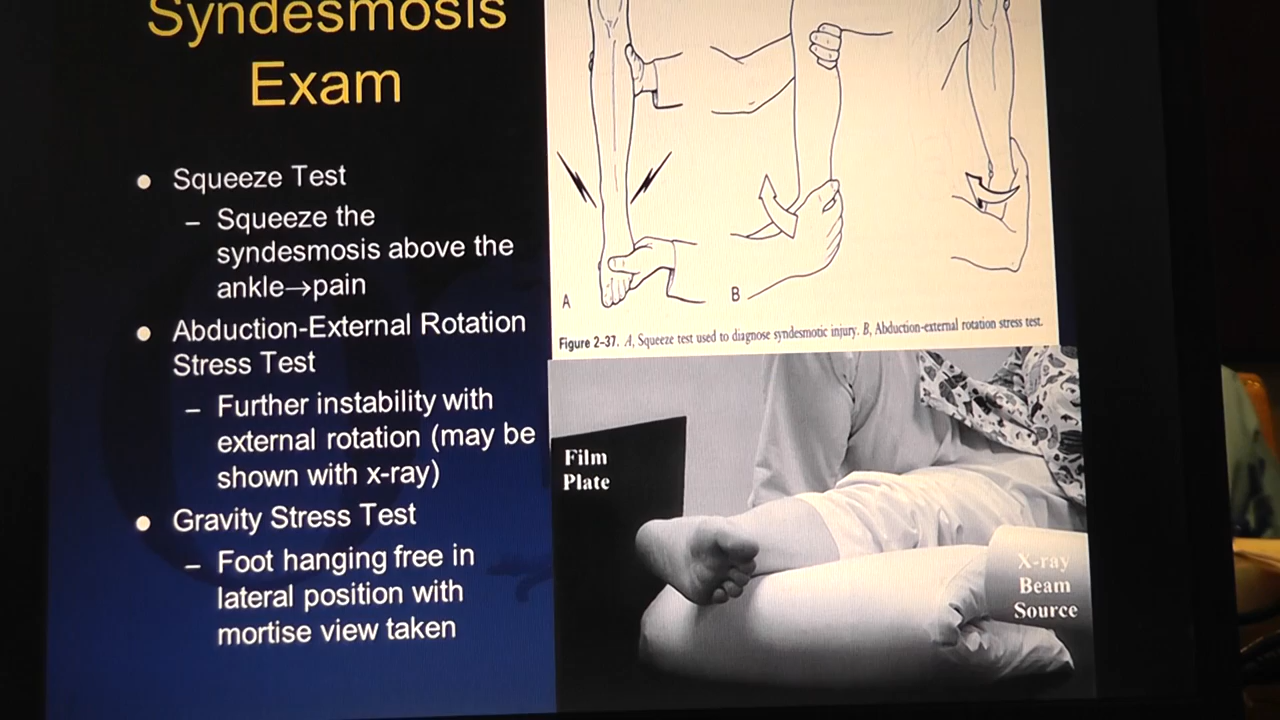 Syndesmosis
Exam
● Squeeze Test
– Squeeze the
syndesmosis above the
ankle→pain
● Abduction-External Rotation
Stress Test
– Further instability with
external rotation (may be
shown with x-ray)
● Gravity Stress Test
– Foot hanging free in
lateral position with
mortise view taken
A
B
Figure 2-37. A, Squeeze test used to diagnose syndesmotic injury. B, Abduction-external rotation stress test.
Film
Plate
X-ray
Beam
Source